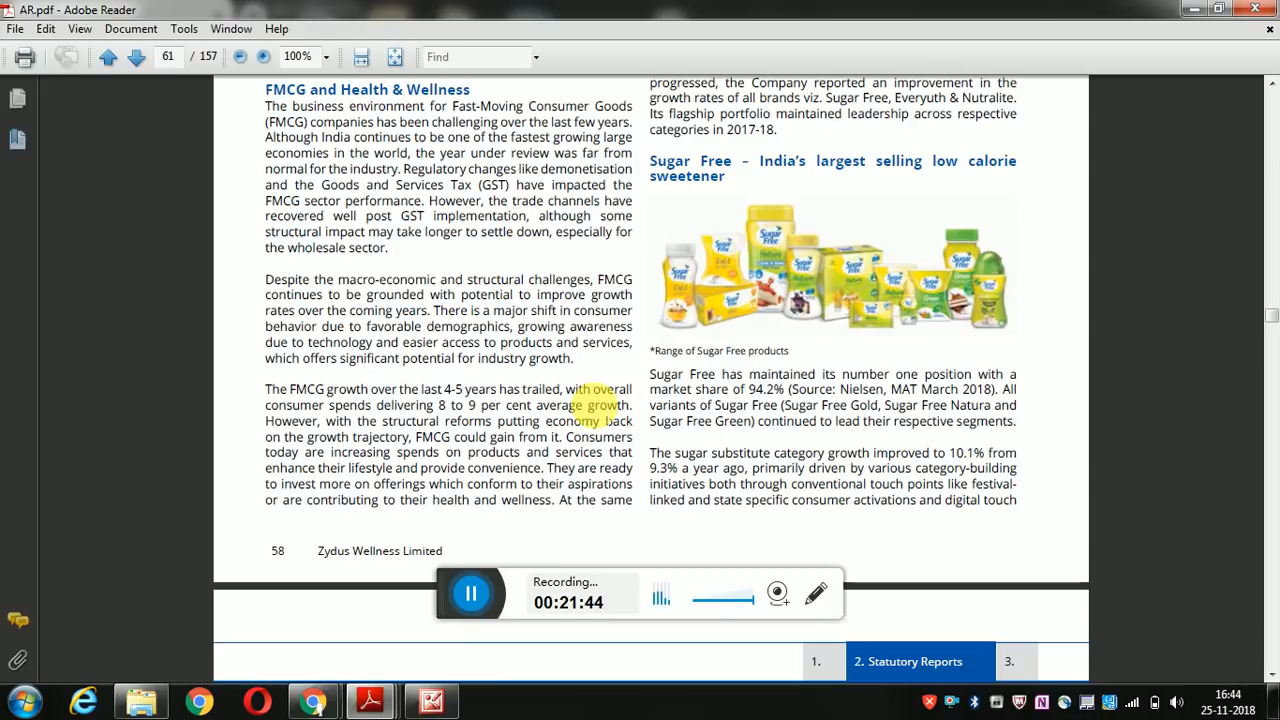 AR.pdf - Adobe Reader
File Edit View Document Tools Window Help
61 / 157 100% Find
FMCG and Health & Wellness
The business environment for Fast-Moving Consumer Goods
(FMCG) companies has been challenging over the last few years.
Although India continues to be one of the fastest growing large
economies in the world, the year under review was far from
normal for the industry. Regulatory changes like demonetisation
and the Goods and Services Tax (GST) have impacted the
FMCG sector performance. However, the trade channels have
recovered well post GST implementation, although some
structural impact may take longer to settle down, especially for
the wholesale sector.
Despite the macro-economic and structural challenges, FMCG
continues to be grounded with potential to improve growth
rates over the coming years. There is a major shift in consumer
behavior due to favorable demographics, growing awareness
due to technology and easier access to products and services,
which offers significant potential for industry growth.
The FMCG growth over the last 4-5 years has trailed, with overall
consumer spends delivering 8 to 9 per cent average growth.
However, with the structural reforms putting economy back
on the growth trajectory, FMCG could gain from it. Consumers
today are increasing spends on products and services that
enhance their lifestyle and provide convenience. They are ready
to invest more on offerings which conform to their aspirations
or are contributing to their health and wellness. At the same
progressed, the Company reported an improvement in the
growth rates of all brands viz. Sugar Free, Everyuth & Nutralite.
Its flagship portfolio maintained leadership across respective
categories in 2017-18.
Sugar Free – India's largest selling low calorie
sweetener
*Range of Sugar Free products
Sugar Free has maintained its number one position with a
market share of 94.2% (Source: Nielsen, MAT March 2018). All
variants of Sugar Free (Sugar Free Gold, Sugar Free Natura and
Sugar Free Green) continued to lead their respective segments.
The sugar substitute category growth improved to 10.1% from
9.3% a year ago, primarily driven by various category-building
initiatives both through conventional touch points like festival-
linked and state specific consumer activations and digital touch
58 Zydus Wellness Limited
Recording...
00:21:44
1. 2. Statutory Reports 3.
16:44
25-11-2018